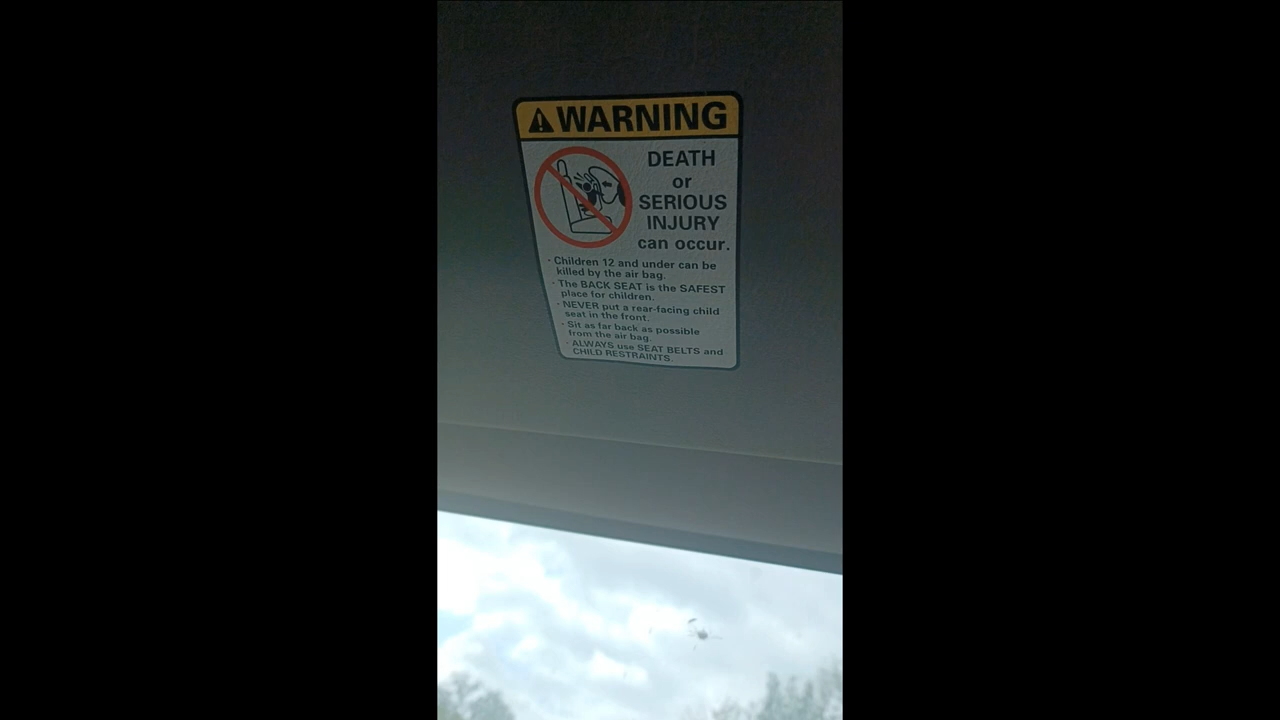 WARNING
DEATH
or
SERIOUS
INJURY
can occur.
- Children 12 and under can be
killed by the air bag.
- The BACK SEAT is the SAFEST
place for children.
- NEVER put a rear-facing child
seat in the front.
- Sit as far back as possible
from the air bag.
- ALWAYS use SEAT BELTS and
CHILD RESTRAINTS.